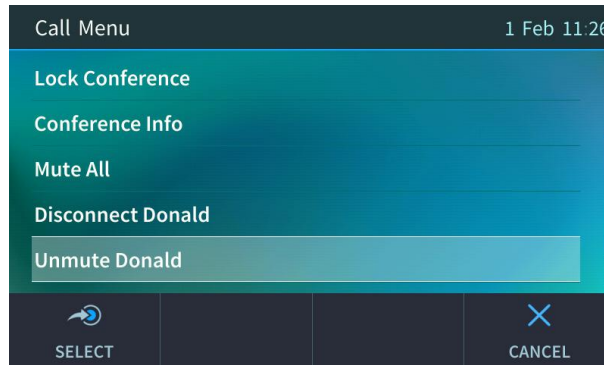 Call Menu 1 Feb 11:26
Lock Conference
Conference Info
Mute All
Disconnect Donald
Unmute Donald
SELECT CANCEL